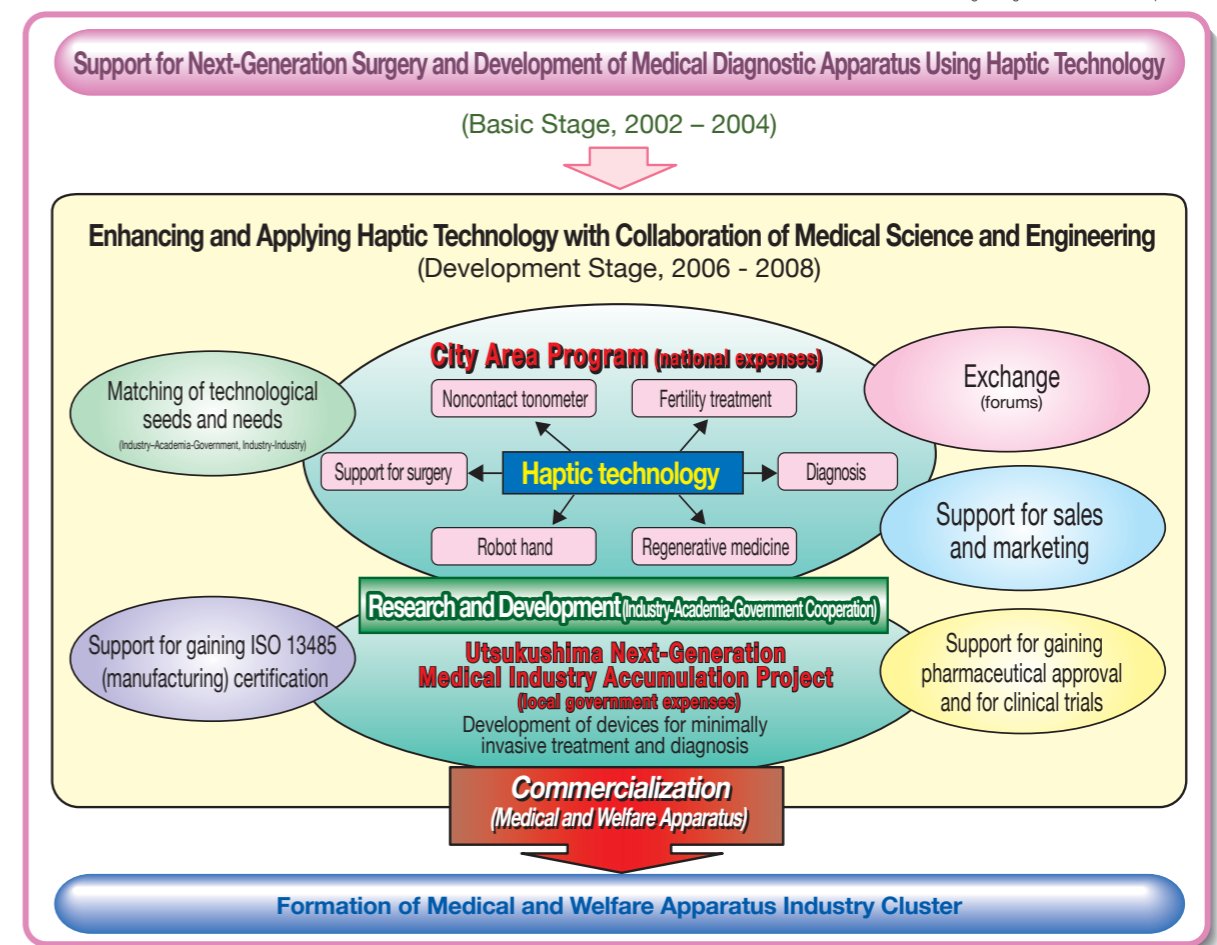 Support for Next-Generation Surgery and Development of Medical Diagnostic Apparatus Using Haptic Technology
(Basic Stage, 2002 – 2004)
Enhancing and Applying Haptic Technology with Collaboration of Medical Science and Engineering
(Development Stage, 2006 - 2008)
City Area Program (national expenses)
Noncontact tonometer
Fertility treatment
Support for surgery
Haptic technology
Diagnosis
Robot hand
Regenerative medicine
Matching of technological
seeds and needs
(Industry-Academia-Government, Industry-Industry)
Exchange
(forums)
Support for sales
and marketing
Research and Development (Industry-Academia-Government Cooperation)
Support for gaining ISO 13485
(manufacturing) certification
Utsukushima Next-Generation
Medical Industry Accumulation Project
(local government expenses)
Development of devices for minimally
invasive treatment and diagnosis
Support for gaining
pharmaceutical approval
and for clinical trials
Commercialization
(Medical and Welfare Apparatus)
Formation of Medical and Welfare Apparatus Industry Cluster